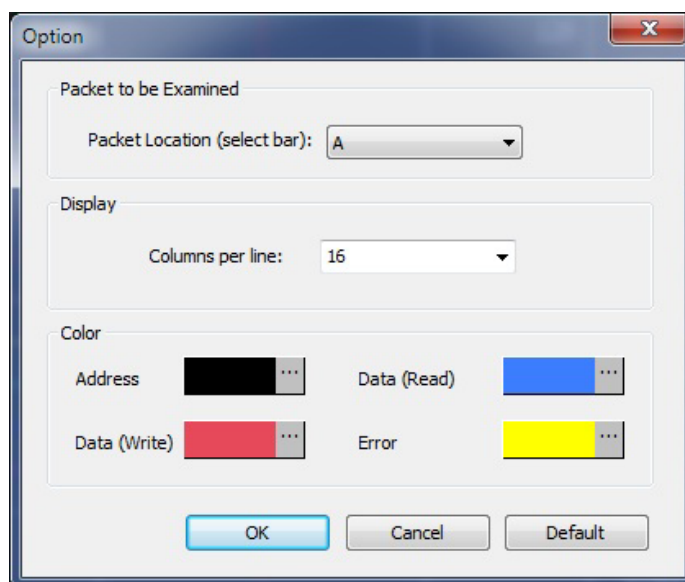 Option
Packet to be Examined
Packet Location (select bar): A
Display
Columns per line: 16
Color
Address ... Data (Read) ...
Data (Write) ... Error ...
OK Cancel Default